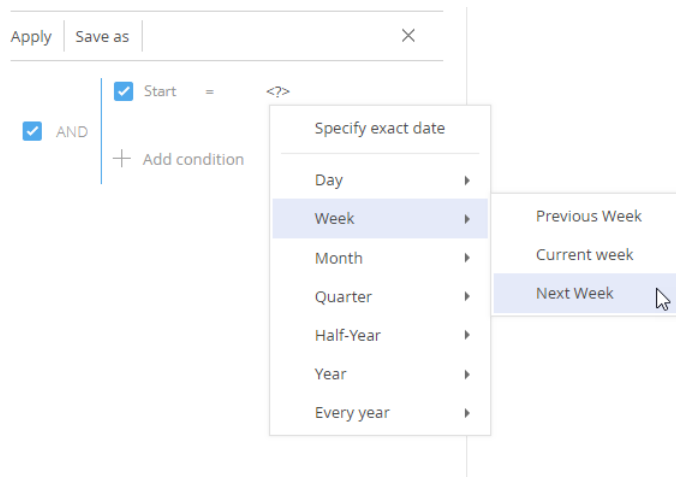 Apply Save as
Start = <?>
AND
Add condition
Specify exact date
Day
Week
Month
Quarter
Half-Year
Year
Every year
Previous Week
Current week
Next Week